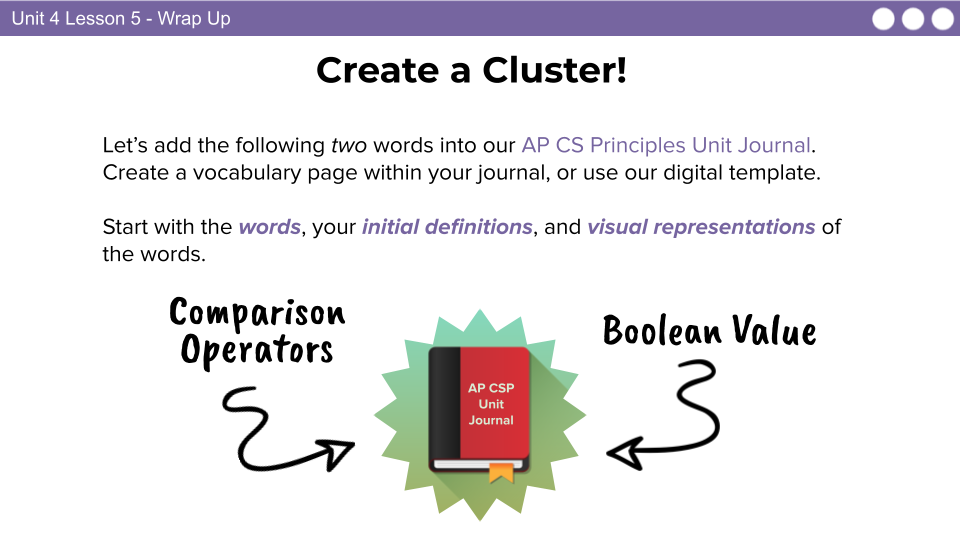 Unit 4 Lesson 5 - Wrap Up
Create a Cluster!
Let’s add the following two words into our AP CS Principles Unit Journal.
Create a vocabulary page within your journal, or use our digital template.
Start with the words, your initial definitions, and visual representations of
the words.
Comparison
Operators
Boolean Value
AP CSP
Unit
Journal